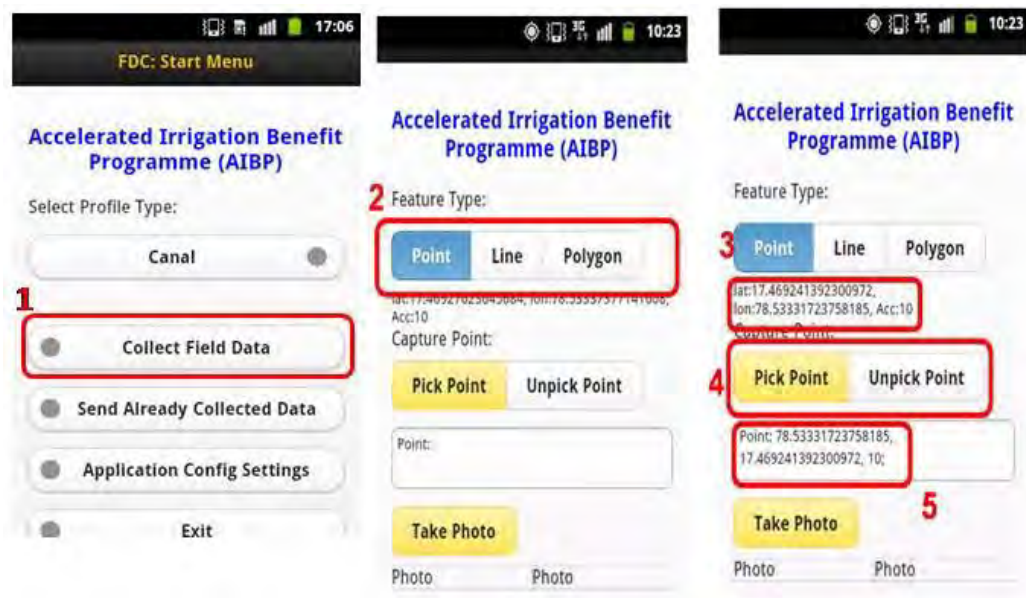 17:06
FDC: Start Menu
Accelerated Irrigation Benefit
Programme (AIBP)
Select Profile Type:
Canal
1
Collect Field Data
Send Already Collected Data
Application Config Settings
Exit
3G 10:23
Accelerated Irrigation Benefit
Programme (AIBP)
2 Feature Type:
Point Line Polygon
Acc:10
Capture Point:
Pick Point Unpick Point
Point:
Take Photo
Photo Photo
3G 10:23
Accelerated Irrigation Benefit
Programme (AIBP)
Feature Type:
3 Point Line Polygon
lat:17.469241392300972,
lon:78.53331723758185, Acc:10
Capture Point:
4 Pick Point Unpick Point
Point: 78.53331723758185,
17.469241392300972, 10;
5
Take Photo
Photo Photo